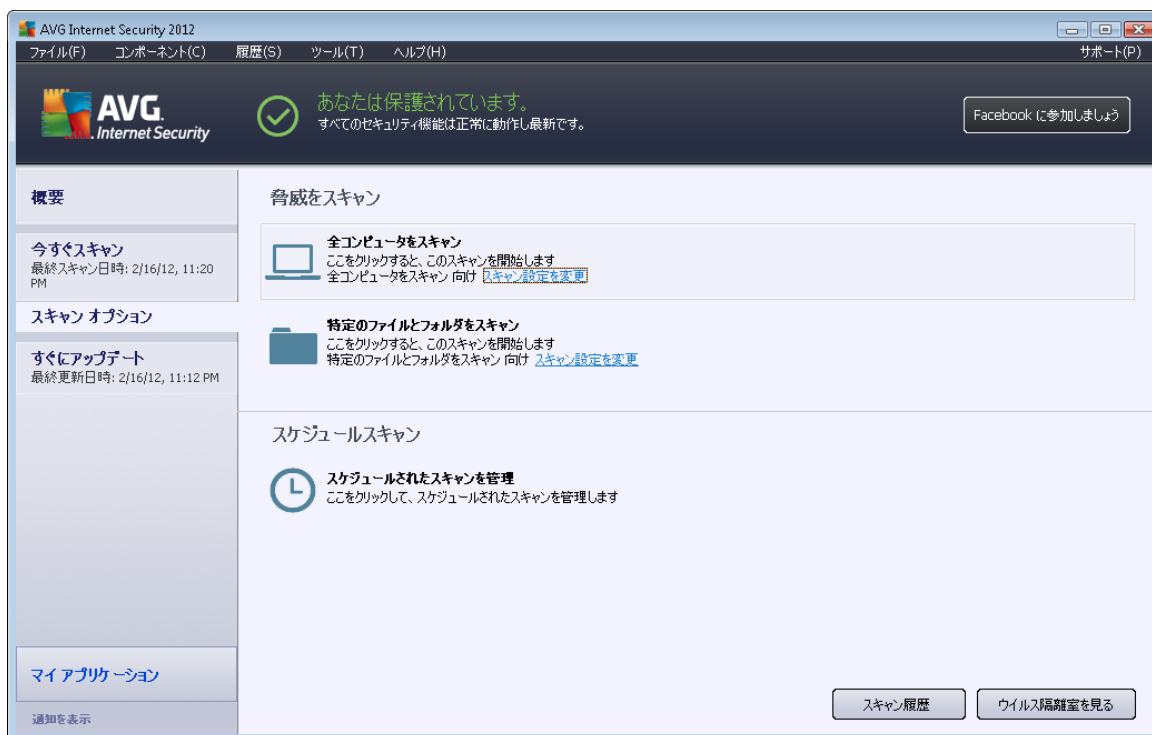 AVG Internet Security 2012
ファイル(F) コンポーネント(C) 履歴(S) ツール(T) ヘルプ(H) サポート(P)
AVG.
Internet Security
あなたは保護されています。
すべてのセキュリティ機能は正常に動作し最新です。
Facebook に参加しましょう
概要
今すぐスキャン
最終スキャン日時: 2/16/12, 11:20
PM
スキャン オプション
すぐにアップデート
最終更新日時: 2/16/12, 11:12 PM
マイ アプリケーション
通知を表示
脅威をスキャン
全コンピュータをスキャン
ここをクリックすると、このスキャンを開始します
全コンピュータをスキャン 向け スキャン設定を変更
特定のファイルとフォルダをスキャン
ここをクリックすると、このスキャンを開始します
特定のファイルとフォルダをスキャン 向け スキャン設定を変更
スケジュールスキャン
スケジュールされたスキャンを管理
ここをクリックして、スケジュールされたスキャンを管理します
スキャン履歴
ウイルス隔離室を見る